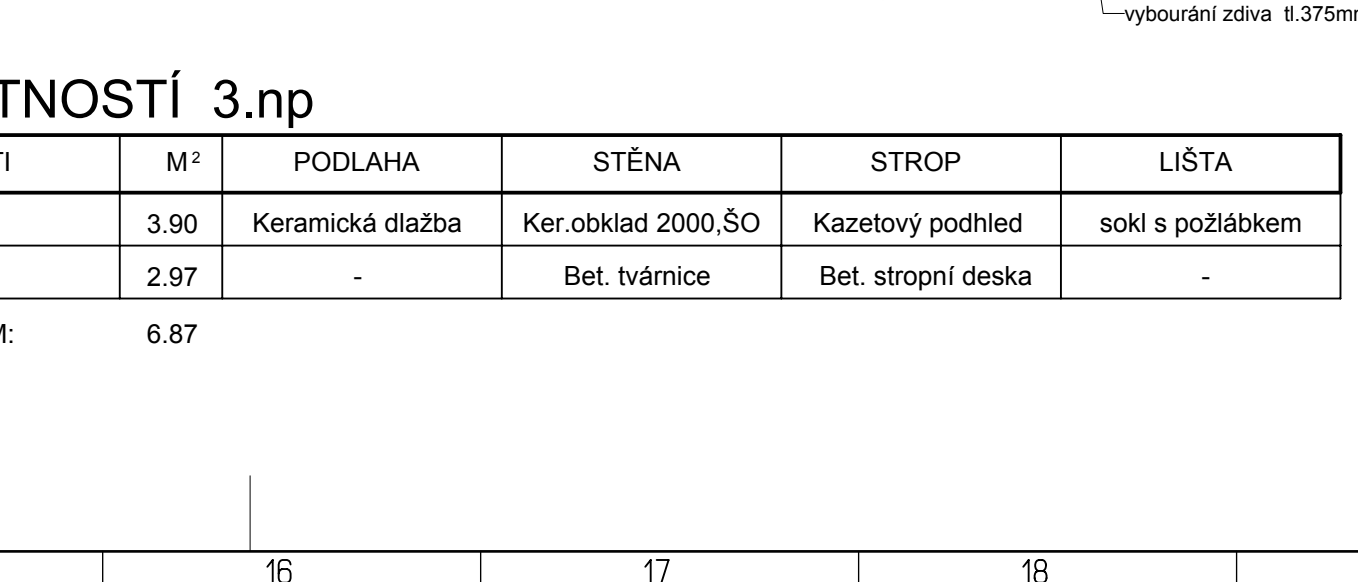 vybourání zdiva tl.375mm
TNOSTÍ 3.np
TI M² PODLAHA STĚNA STROP LIŠTA
3.90 Keramická dlažba Ker.obklad 2000,ŠO Kazetový podhled sokl s požlábkem
2.97 - Bet. tvárnice Bet. stropní deska -
M: 6.87
16 17 18